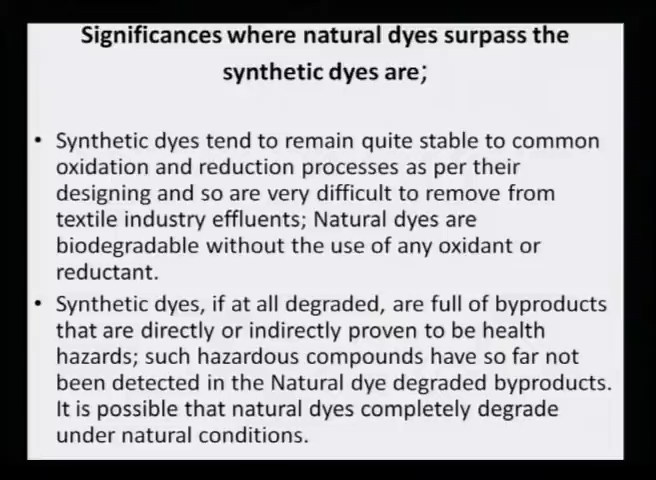 Significances where natural dyes surpass the
synthetic dyes are;
• Synthetic dyes tend to remain quite stable to common
oxidation and reduction processes as per their
designing and so are very difficult to remove from
textile industry effluents; Natural dyes are
biodegradable without the use of any oxidant or
reductant.
• Synthetic dyes, if at all degraded, are full of byproducts
that are directly or indirectly proven to be health
hazards; such hazardous compounds have so far not
been detected in the Natural dye degraded byproducts.
It is possible that natural dyes completely degrade
under natural conditions.